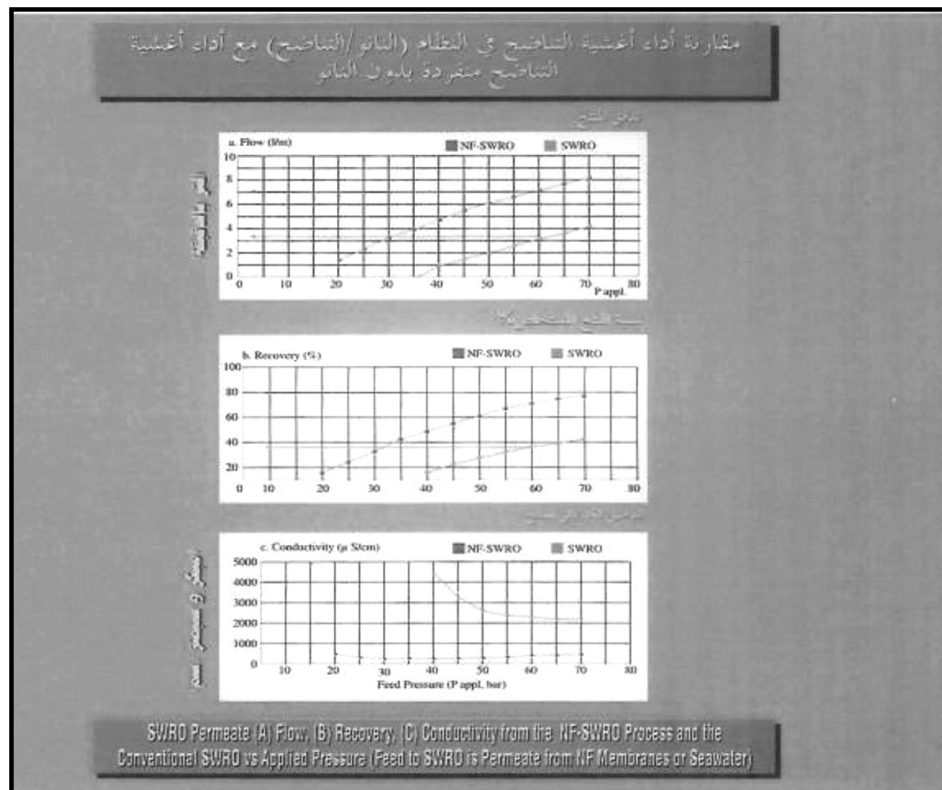 مقارنة أداء أغشية التناضح في النظام (النانو/التناضح) مع أداء أغشية
التناضح منفردة بدون النانو
تدفق المنتج
a. Flow (l/m)
NF-SWRO
SWRO
10
8
6
4
2
0
0 10 20 30 40 50 60 70 80
P appl.
b. Recovery (%)
NF-SWRO
SWRO
100
80
60
40
20
0 10 20 30 40 50 60 70 80
c. Conductivity (µ S/cm)
NF-SWRO
SWRO
5000
4000
3000
2000
1000
0
10 20 30 40 50 60 70 80
Feed Pressure (P appl, bar)
SWRO Permeate (A) Flow, (B) Recovery, (C) Conductivity from the NF-SWRO Process and the
Conventional SWRO vs Applied Pressure (Feed to SWRO is Permeate from NF Membranes or Seawater)